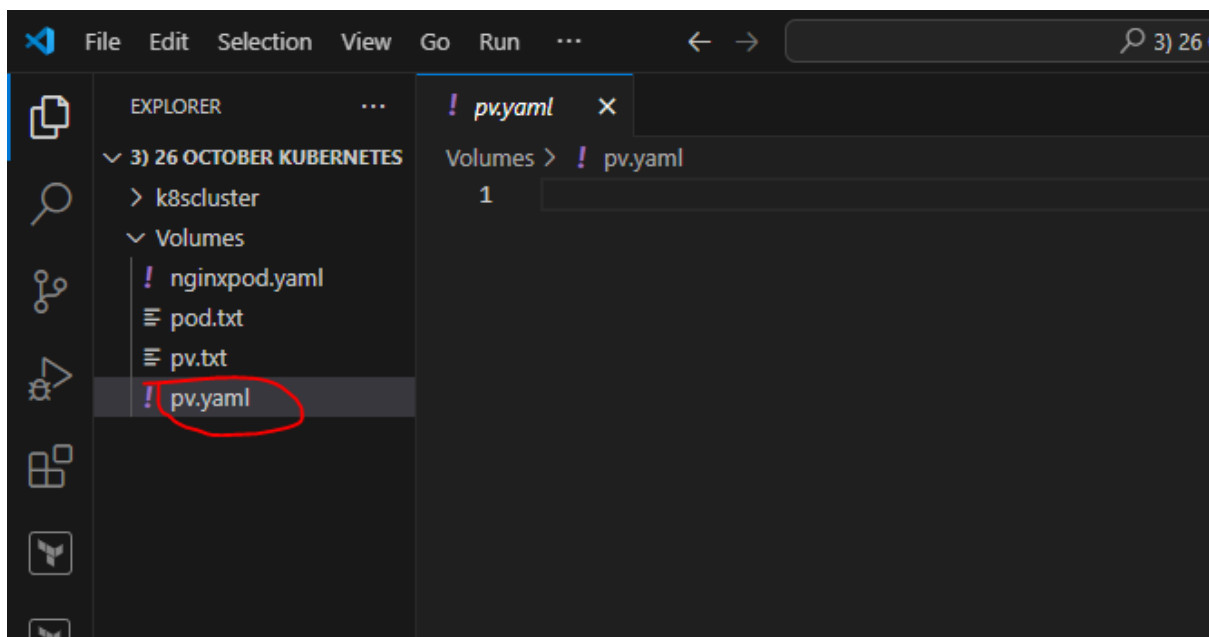 File Edit Selection View Go Run ··· ← → 3) 26
EXPLORER ···
3) 26 OCTOBER KUBERNETES
k8scluster
Volumes
! nginxpod.yaml
pod.txt
pv.txt
! pv.yaml
! pv.yaml ×
Volumes > ! pv.yaml
1